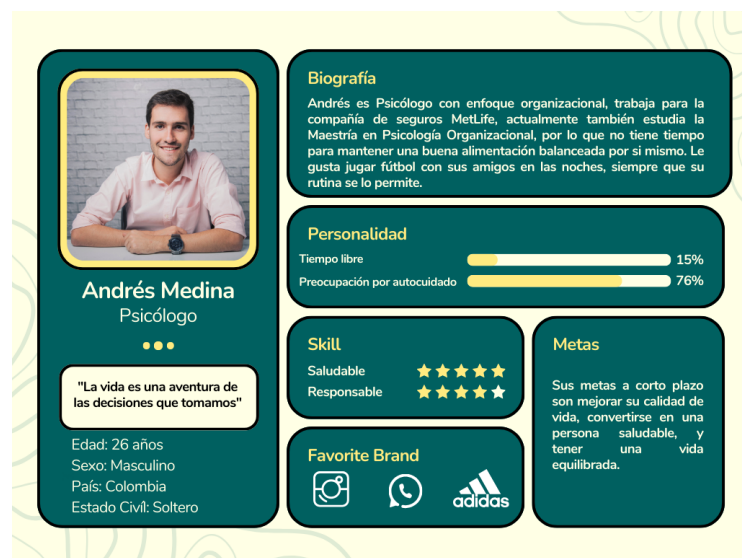 Andrés Medina
Psicólogo
"La vida es una aventura de
las decisiones que tomamos"
Edad: 26 años
Sexo: Masculino
País: Colombia
Estado Civíl: Soltero
Biografía
Andrés es Psicólogo con enfoque organizacional, trabaja para la
compañía de seguros MetLife, actualmente también estudia la
Maestría en Psicología Organizacional, por lo que no tiene tiempo
para mantener una buena alimentación balanceada por si mismo. Le
gusta jugar fútbol con sus amigos en las noches, siempre que su
rutina se lo permite.
Personalidad
Tiempo libre 15%
Preocupación por autocuidado 76%
Skill
Saludable
Responsable
Favorite Brand
adidas
Metas
Sus metas a corto plazo
son mejorar su calidad de
vida, convertirse en una
persona saludable, y
tener una vida
equilibrada.